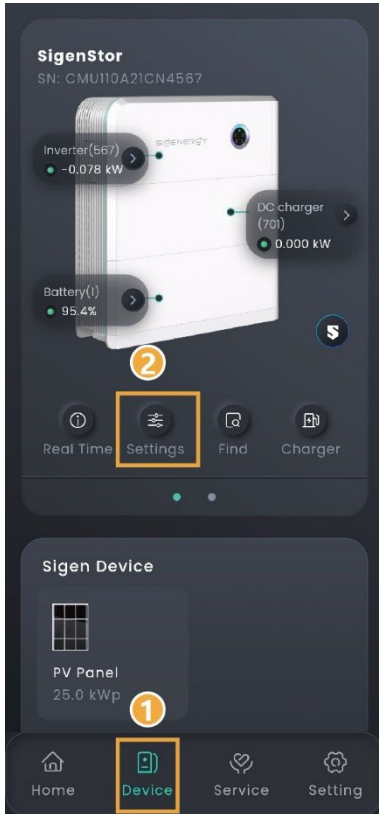 SigenStor
SN: CMU110A21CN4567
SIGENERGY
Inverter(567)
-0.078 kW
DC charger
(701)
0.000 kW
Battery(1)
95.4%
2
Real Time
Settings
Find
Charger
Sigen Device
PV Panel
25.0 kWp
1
Home
Device
Service
Setting